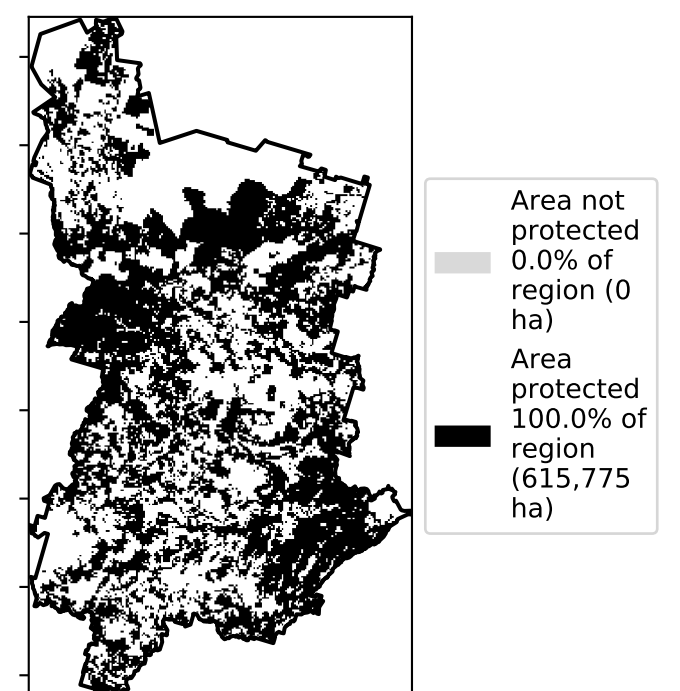 Area not
protected
0.0% of
region (0
ha)
Area
protected
100.0% of
region
(615,775
ha)